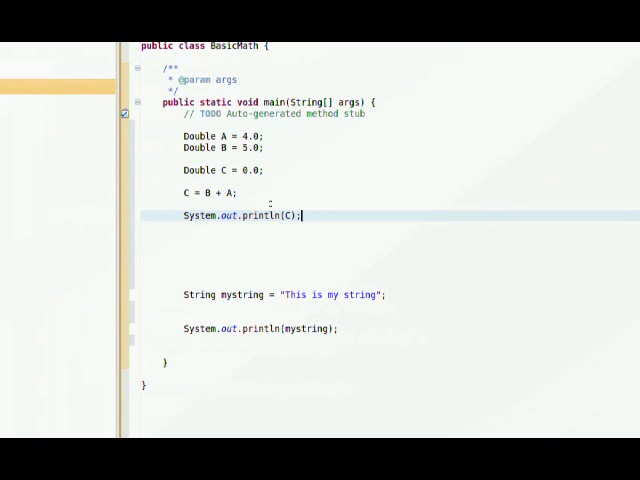 public class BasicMath {
/**
* @param args
*/
public static void main(String[] args) {
// TODO Auto-generated method stub
Double A = 4.0;
Double B = 5.0;
Double C = 0.0;
C = B + A;
System.out.println(C);
String mystring = "This is my string";
System.out.println(mystring);
}
}